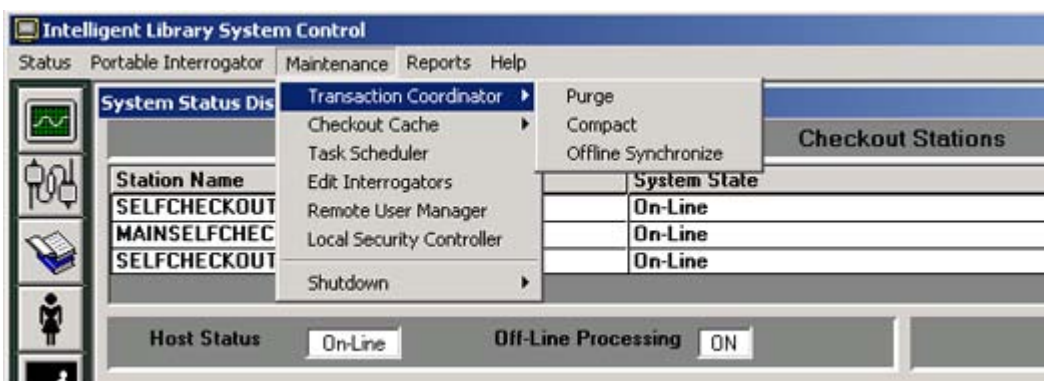 Intelligent Library System Control
Status Portable Interrogator Maintenance Reports Help
System Status Dis
Transaction Coordinator
Checkout Cache
Task Scheduler
Edit Interrogators
Remote User Manager
Local Security Controller
Shutdown
Purge
Compact
Offline Synchronize
Checkout Stations
Station Name System State
SELFCHECKOUT On-Line
MAINSELFCHEC On-Line
SELFCHECKOUT On-Line
Host Status On-Line Off-Line Processing ON